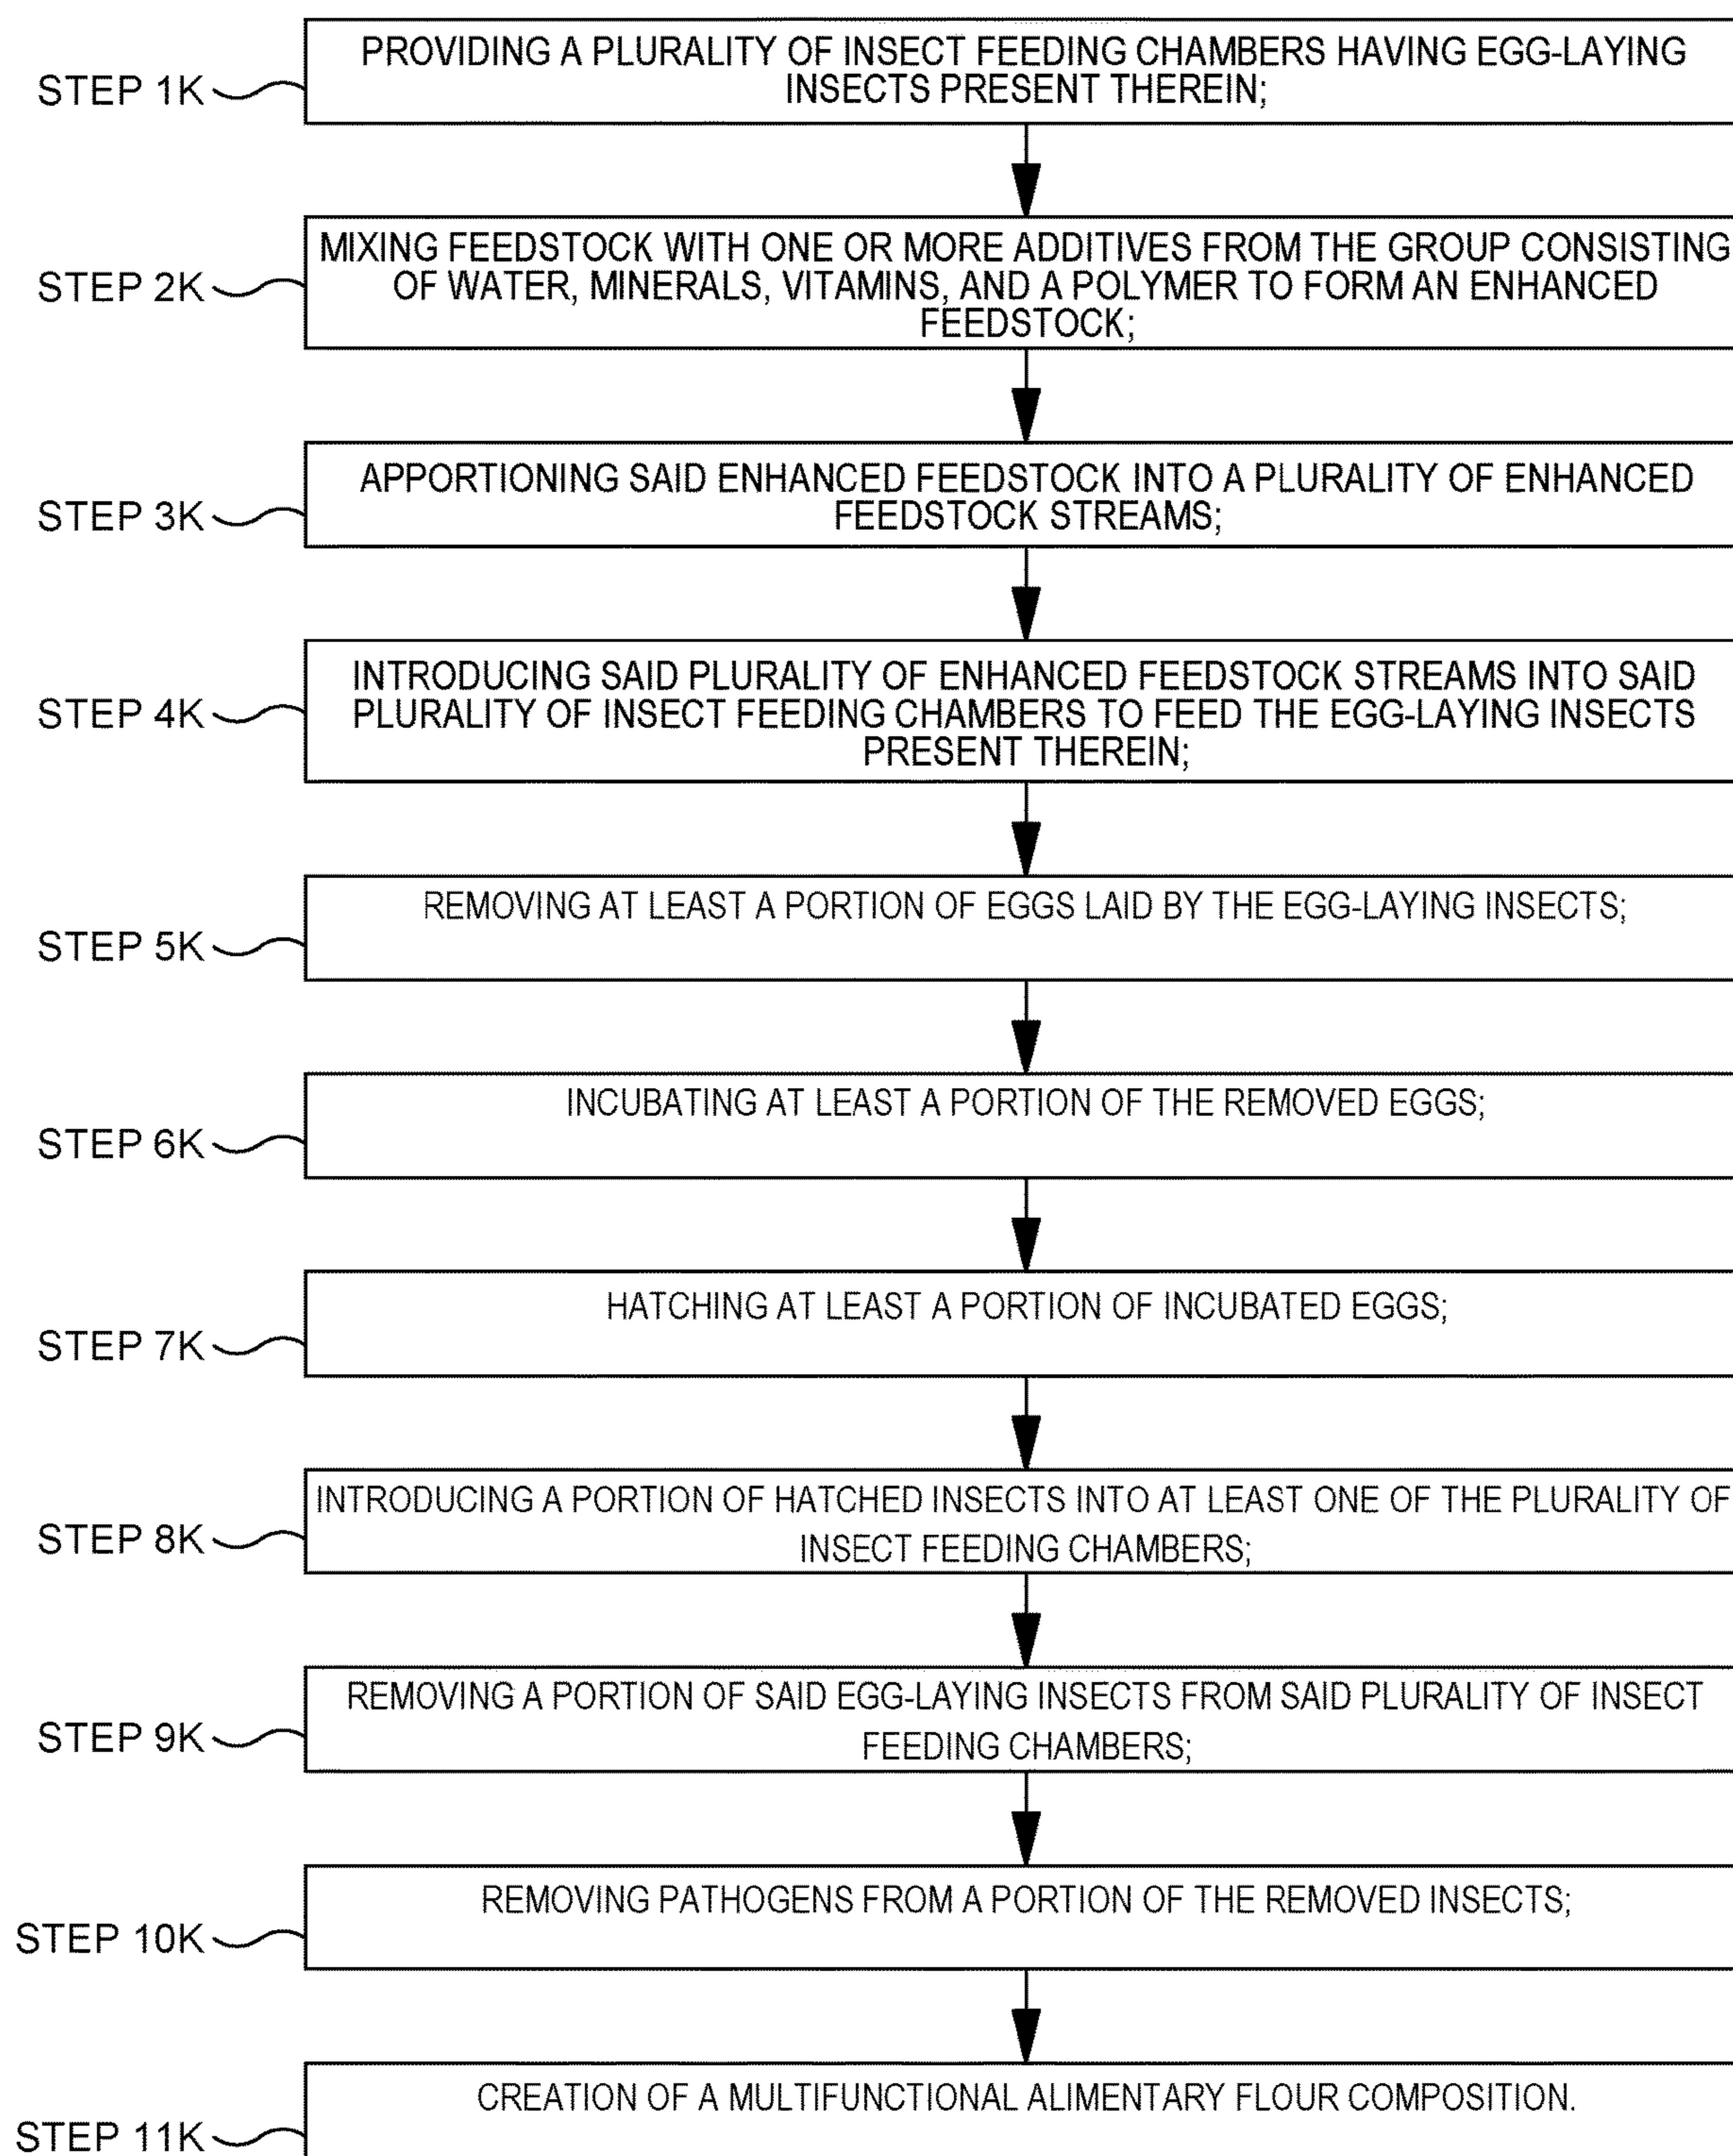 PROVIDING A PLURALITY OF INSECT FEEDING CHAMBERS HAVING EGG-LAYING
INSECTS PRESENT THEREIN;
STEP 1K
MIXING FEEDSTOCK WITH ONE OR MORE ADDITIVES FROM THE GROUP CONSISTING
OF WATER, MINERALS, VITAMINS, AND A POLYMER TO FORM AN ENHANCED
FEEDSTOCK;
STEP 2K
APPORTIONING SAID ENHANCED FEEDSTOCK INTO A PLURALITY OF ENHANCED
FEEDSTOCK STREAMS;
STEP 3K
INTRODUCING SAID PLURALITY OF ENHANCED FEEDSTOCK STREAMS INTO SAID
PLURALITY OF INSECT FEEDING CHAMBERS TO FEED THE EGG-LAYING INSECTS
PRESENT THEREIN;
STEP 4K
REMOVING AT LEAST A PORTION OF EGGS LAID BY THE EGG-LAYING INSECTS;
STEP 5K
INCUBATING AT LEAST A PORTION OF THE REMOVED EGGS;
STEP 6K
HATCHING AT LEAST A PORTION OF INCUBATED EGGS;
STEP 7K
INTRODUCING A PORTION OF HATCHED INSECTS INTO AT LEAST ONE OF THE PLURALITY OF
INSECT FEEDING CHAMBERS;
STEP 8K
REMOVING A PORTION OF SAID EGG-LAYING INSECTS FROM SAID PLURALITY OF INSECT
FEEDING CHAMBERS;
STEP 9K
REMOVING PATHOGENS FROM A PORTION OF THE REMOVED INSECTS;
STEP 10K
CREATION OF A MULTIFUNCTIONAL ALIMENTARY FLOUR COMPOSITION.
STEP 11K